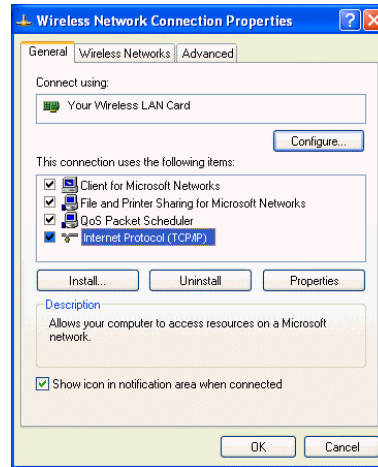 Wireless Network Connection Properties
General Wireless Networks Advanced
Connect using:
Your Wireless LAN Card
Configure...
This connection uses the following items:
Client for Microsoft Networks
File and Printer Sharing for Microsoft Networks
QoS Packet Scheduler
Internet Protocol (TCP/IP)
Install... Uninstall Properties
Description
Allows your computer to access resources on a Microsoft
network.
Show icon in notification area when connected
OK Cancel